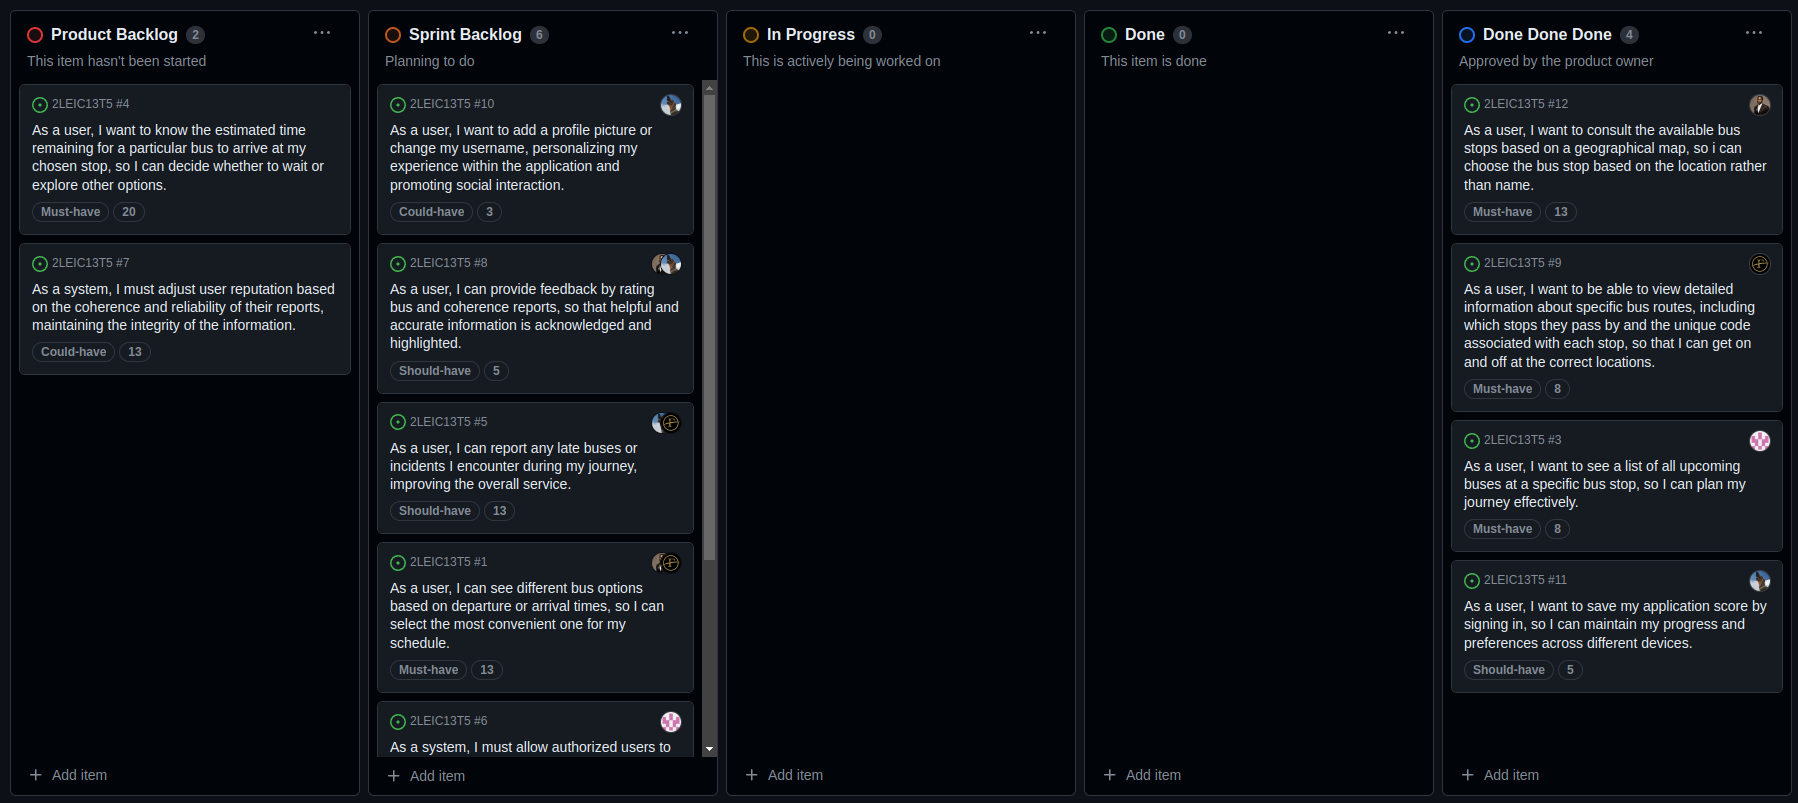 Product Backlog 2
This item hasn't been started
2LEIC13T5 #4
As a user, I want to know the estimated time
remaining for a particular bus to arrive at my
chosen stop, so I can decide whether to wait or
explore other options.
Must-have 20
2LEIC13T5 #7
As a system, I must adjust user reputation based
on the coherence and reliability of their reports,
maintaining the integrity of the information.
Could-have 13
Add item
Sprint Backlog 6
Planning to do
2LEIC13T5 #10
As a user, I want to add a profile picture or
change my username, personalizing my
experience within the application and
promoting social interaction.
Could-have 3
2LEIC13T5 #8
As a user, I can provide feedback by rating
bus and coherence reports, so that helpful and
accurate information is acknowledged and
highlighted.
Should-have 5
2LEIC13T5 #5
As a user, I can report any late buses or
incidents I encounter during my journey,
improving the overall service.
Should-have 13
2LEIC13T5 #1
As a user, I can see different bus options
based on departure or arrival times, so I can
select the most convenient one for my
schedule.
Must-have 13
2LEIC13T5 #6
As a system, I must allow authorized users to
Add item
In Progress 0
This is actively being worked on
Add item
Done 0
This item is done
Add item
Done Done Done 4
Approved by the product owner
2LEIC13T5 #12
As a user, I want to consult the available bus
stops based on a geographical map, so i can
choose the bus stop based on the location rather
than name.
Must-have 13
2LEIC13T5 #9
As a user, I want to be able to view detailed
information about specific bus routes, including
which stops they pass by and the unique code
associated with each stop, so that I can get on
and off at the correct locations.
Must-have 8
2LEIC13T5 #3
As a user, I want to see a list of all upcoming
buses at a specific bus stop, so I can plan my
journey effectively.
Must-have 8
2LEIC13T5 #11
As a user, I want to save my application score by
signing in, so I can maintain my progress and
preferences across different devices.
Should-have 5
Add item